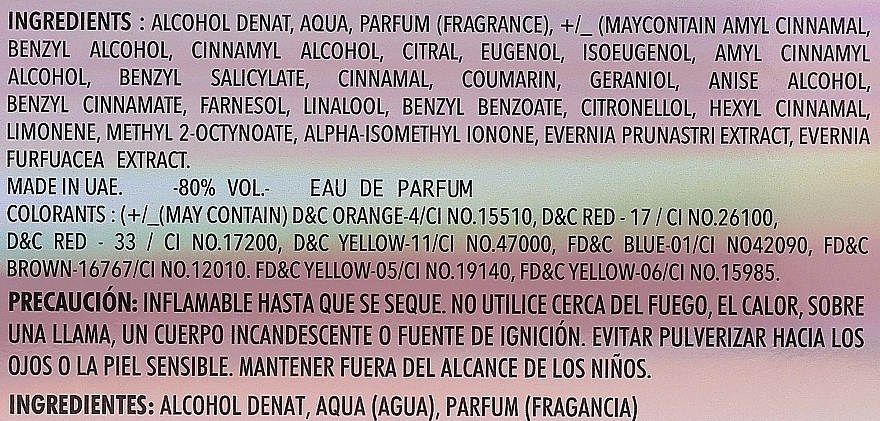 INGREDIENTS : ALCOHOL DENAT, AQUA, PARFUM (FRAGRANCE), +/_ (MAYCONTAIN AMYL CINNAMAL,
BENZYL ALCOHOL, CINNAMYL ALCOHOL, CITRAL, EUGENOL, ISOEUGENOL, AMYL CINNAMYL
ALCOHOL, BENZYL SALICYLATE, CINNAMAL, COUMARIN, GERANIOL, ANISE ALCOHOL,
BENZYL CINNAMATE, FARNESOL, LINALOOL, BENZYL BENZOATE, CITRONELLOL, HEXYL CINNAMAL,
LIMONENE, METHYL 2-OCTYNOATE, ALPHA-ISOMETHYL IONONE, EVERNIA PRUNASTRI EXTRACT, EVERNIA
FURFUACEA EXTRACT.
MADE IN UAE. -80% VOL.- EAU DE PARFUM
COLORANTS : (+/_(MAY CONTAIN) D&C ORANGE-4/CI NO.15510, D&C RED - 17 / CI NO.26100,
D&C RED - 33 / CI NO.17200, D&C YELLOW-11/CI NO.47000, FD&C BLUE-01/CI NO42090, FD&C
BROWN-16767/CI NO.12010. FD&C YELLOW-05/CI NO.19140, FD&C YELLOW-06/CI NO.15985.
PRECAUCIÓN: INFLAMABLE HASTA QUE SE SEQUE. NO UTILICE CERCA DEL FUEGO, EL CALOR, SOBRE
UNA LLAMA, UN CUERPO INCANDESCENTE O FUENTE DE IGNICIÓN. EVITAR PULVERIZAR HACIA LOS
OJOS O LA PIEL SENSIBLE. MANTENER FUERA DEL ALCANCE DE LOS NIÑOS.
INGREDIENTES: ALCOHOL DENAT, AQUA (AGUA), PARFUM (FRAGANCIA)